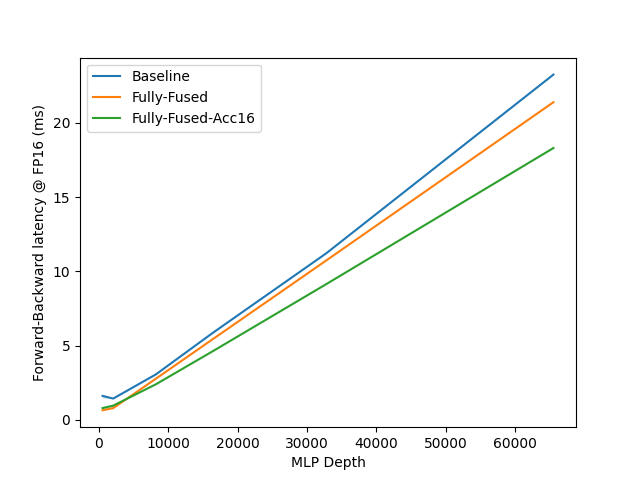 Baseline
Fully-Fused
Fully-Fused-Acc16
Forward-Backward latency @ FP16 (ms)
20
15
10
5
0
0 10000 20000 30000 40000 50000 60000
MLP Depth